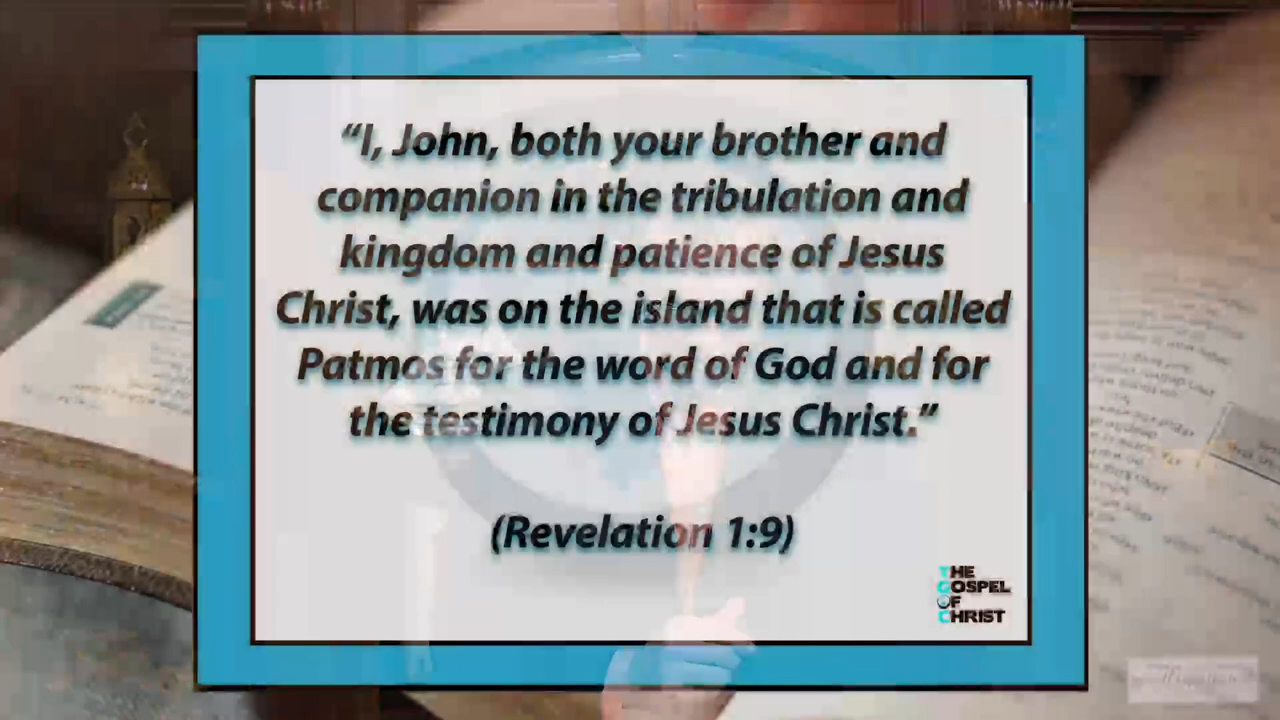 “I, John, both your brother and
companion in the tribulation and
kingdom and patience of Jesus
Christ, was on the island that is called
Patmos for the word of God and for
the testimony of Jesus Christ.”
(Revelation 1:9)
THE
GOSPEL
OF
CHRIST